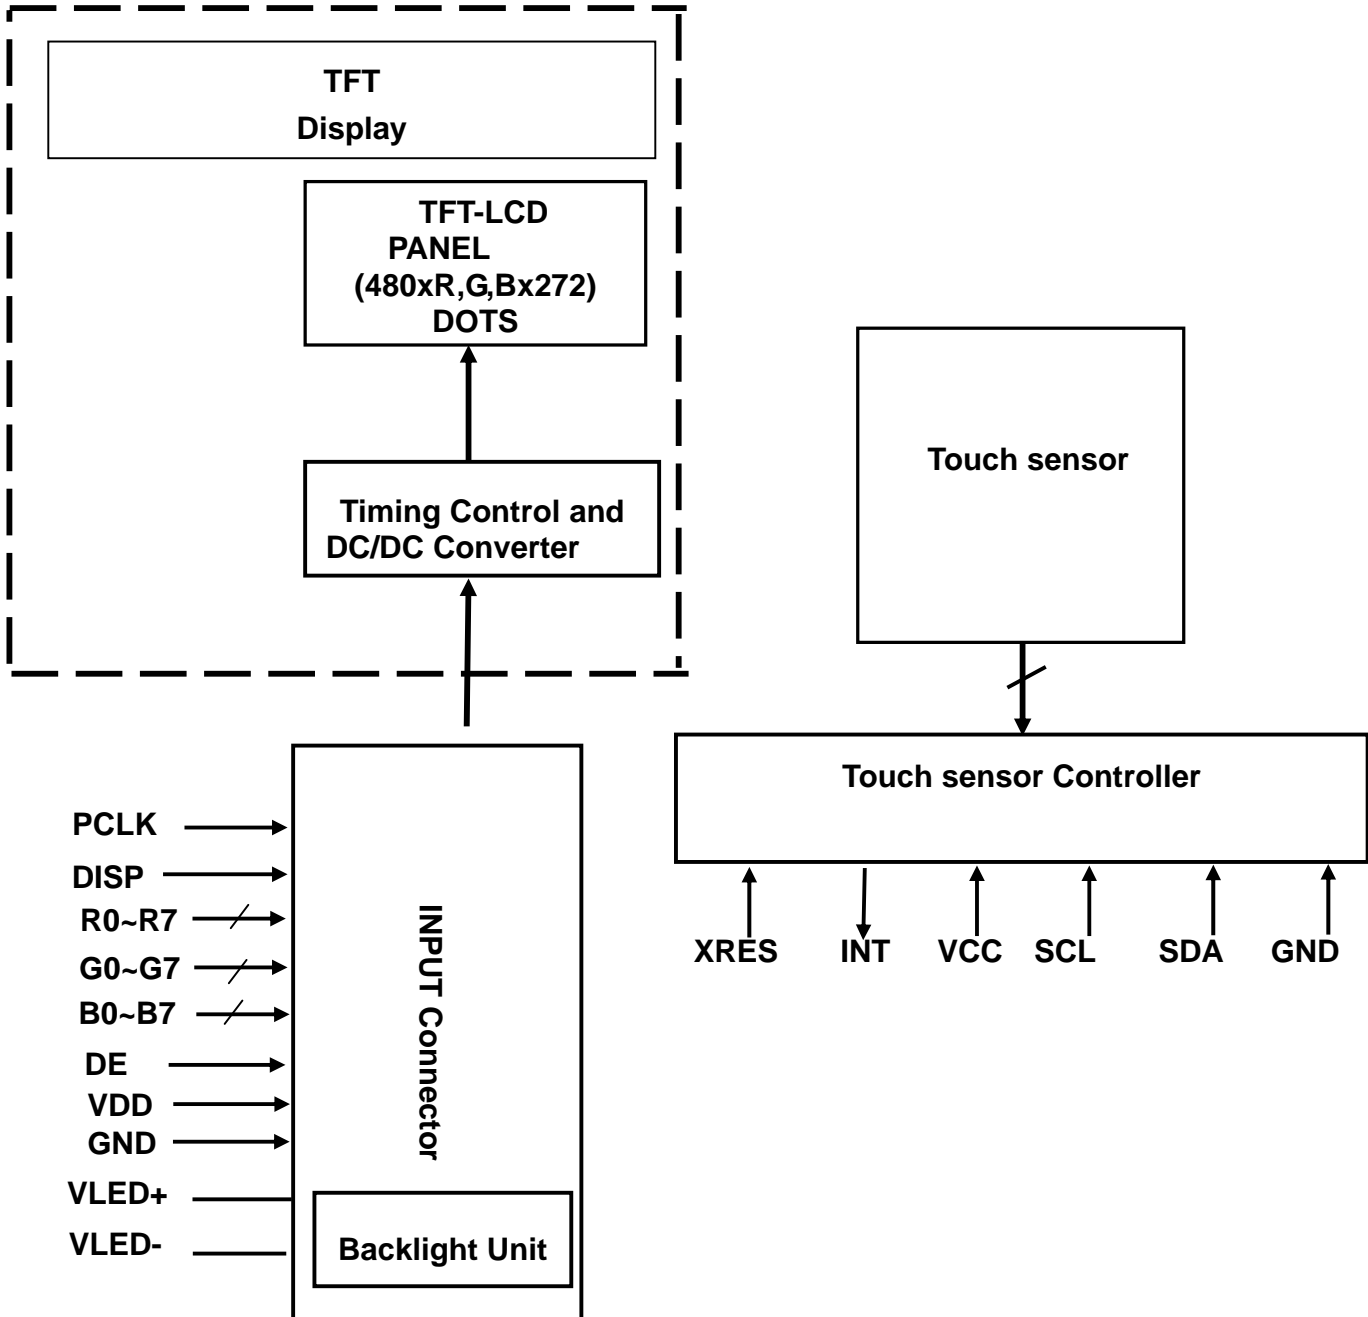 TFT
Display
TFT-LCD
PANEL
(480xR,G,Bx272)
DOTS
Timing Control and
DC/DC Converter
Touch sensor
Touch sensor Controller
XRES
INT
VCC
SCL
SDA
GND
PCLK
DISP
R0~R7
G0~G7
B0~B7
DE
VDD
GND
VLED+
VLED-
INPUT Connector
Backlight Unit